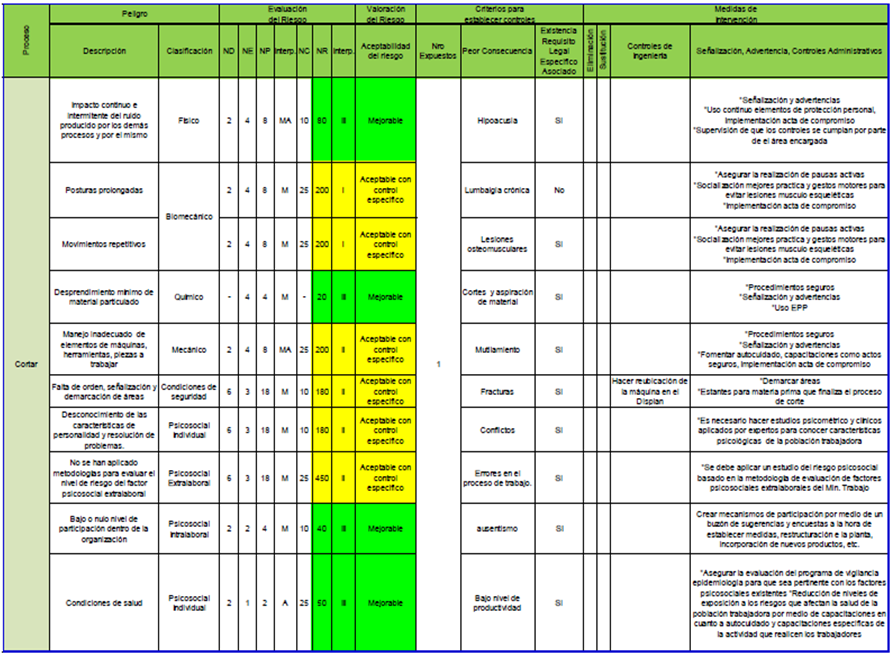 Proceso
Peligro
Evaluación
del Riesgo
Valoración
del Riesgo
Criterios para
establecer controles
Medidas de
Intervención
Descripción
Clasificación
ND
NE
NP
Interp.
NC
NR
Interp.
Aceptabilidad
del riesgo
Nro
Expuestos
Peor Consecuencia
Existencia
Requisito
Legal
Específico
Asociado
Eliminación
Sustitución
Controles de
Ingeniería
Señalización, Advertencia, Controles Administrativos
Cortar
1
Impacto continuo e
intermitente del ruido
producido por los demás
procesos y por el mismo
Físico
2 4 8 MA 10 80 III
Mejorable
Hipoacusia
SI
*Señalización y advertencias
*Uso continuo elementos de protección personal,
implementación acta de compromiso
*Supervisión de que los controles se cumplan por parte
de el área encargada
Posturas prolongadas
Biomecánico
2 4 8 M 25 200 I
Aceptable con
control
específico
Lumbalgia crónica
No
*Asegurar la realización de pausas activas
*Socialización mejores practica y gestos motores para
evitar lesiones musculo esqueléticas
*Implementación acta de compromiso
Movimientos repetitivos
2 4 8 M 25 200 I
Aceptable con
control
específico
Lesiones
osteomusculares
SI
*Asegurar la realización de pausas activas
*Socialización mejores practica y gestos motores para
evitar lesiones musculo esqueléticas
*Implementación acta de compromiso
Desprendimiento mínimo de
material particulado
Químico
- 4 4 M - 20 III
Mejorable
Cortes y aspiración
de material
SI
*Procedimientos seguros
*Señalización y advertencias
*Uso EPP
Manejo inadecuado de
elementos de máquinas,
herramientas, piezas a
trabajar
Mecánico
2 4 8 MA 25 200 II
Aceptable con
control
específico
Mutilamiento
SI
*Procedimientos seguros
*Señalización y advertencias
*Fomentar autocuidado, capacitaciones como actos
seguros, implementación acta de compromiso
Falta de orden, señalización y
demarcación de áreas
Condiciones de
seguridad
6 3 18 M 10 180 II
Aceptable con
control
específico
Fracturas
SI
Hacer reubicación de
la máquina en el
Displan
*Demarcar áreas
*Estantes para materia prima que finaliza el proceso
de corte
Desconocimiento de las
características de
personalidad y resolución de
problemas.
Psicosocial
Individual
6 3 18 M 10 180 II
Aceptable con
control
específico
Conflictos
SI
*Es necesario hacer estudios psicométrico y clínicos
aplicados por expertos para conocer características
psicológicas de la población trabajadora
No se han aplicado
metodologías para evaluar el
nivel de riesgo del factor
psicosocial extralaboral
Psicosocial
Extralaboral
6 3 18 M 25 450 II
Aceptable con
control
específico
Errores en el
proceso de trabajo.
SI
*Se debe aplicar un estudio del riesgo psicosocial
basado en la metodología de evaluación de factores
psicosociales extralaborales del Min. Trabajo
Bajo o nulo nivel de
participación dentro de la
organización
Psicosocial
Intralaboral
2 2 4 M 10 40 III
Mejorable
ausentismo
SI
Crear mecanismos de participación por medio de un
buzón de sugerencias y encuestas a la hora de
establecer medidas, restructuración e la planta,
incorporación de nuevos productos, etc.
Condiciones de salud
Psicosocial
Individual
2 1 2 A 25 50 III
Mejorable
Bajo nivel de
productividad
SI
*Asegurar la evaluación del programa de vigilancia
epidemiología para que sea pertinente con los factores
psicosociales existentes *Reducción de niveles de
exposición a los riesgos que afectan la salud de la
población trabajadora por medio de capacitaciones en
cuanto a autocuidado y capacitaciones específicas de
la actividad que realicen los trabajadores